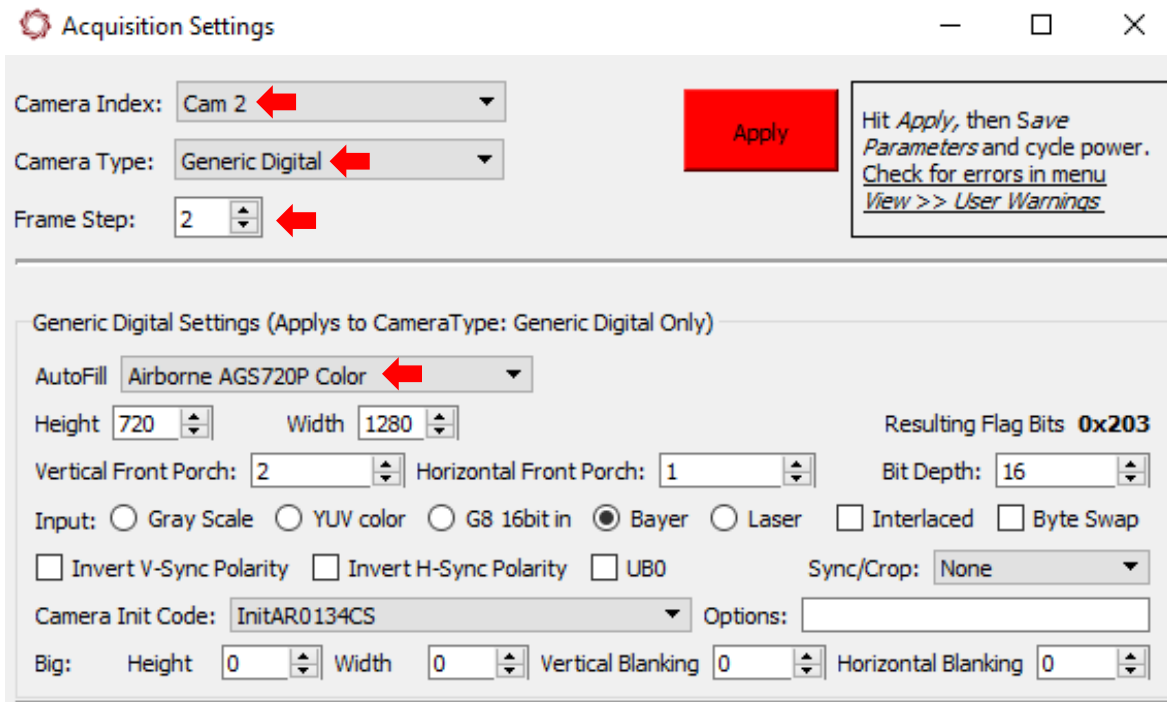 Acquisition Settings
Camera Index: Cam 2
Apply
Hit Apply, then Save
Parameters and cycle power.
Check for errors in menu
View >> User Warnings
Camera Type: Generic Digital
Frame Step: 2
Generic Digital Settings (Applys to CameraType: Generic Digital Only)
AutoFill Airborne AGS720P Color
Height 720 Width 1280 Resulting Flag Bits 0x203
Vertical Front Porch: 2 Horizontal Front Porch: 1 Bit Depth: 16
Input: Gray Scale YUV color G8 16bit in Bayer Laser Interlaced Byte Swap
Invert V-Sync Polarity Invert H-Sync Polarity UB0 Sync/Crop: None
Camera Init Code: InitAR0134CS Options:
Big: Height 0 Width 0 Vertical Blanking 0 Horizontal Blanking 0